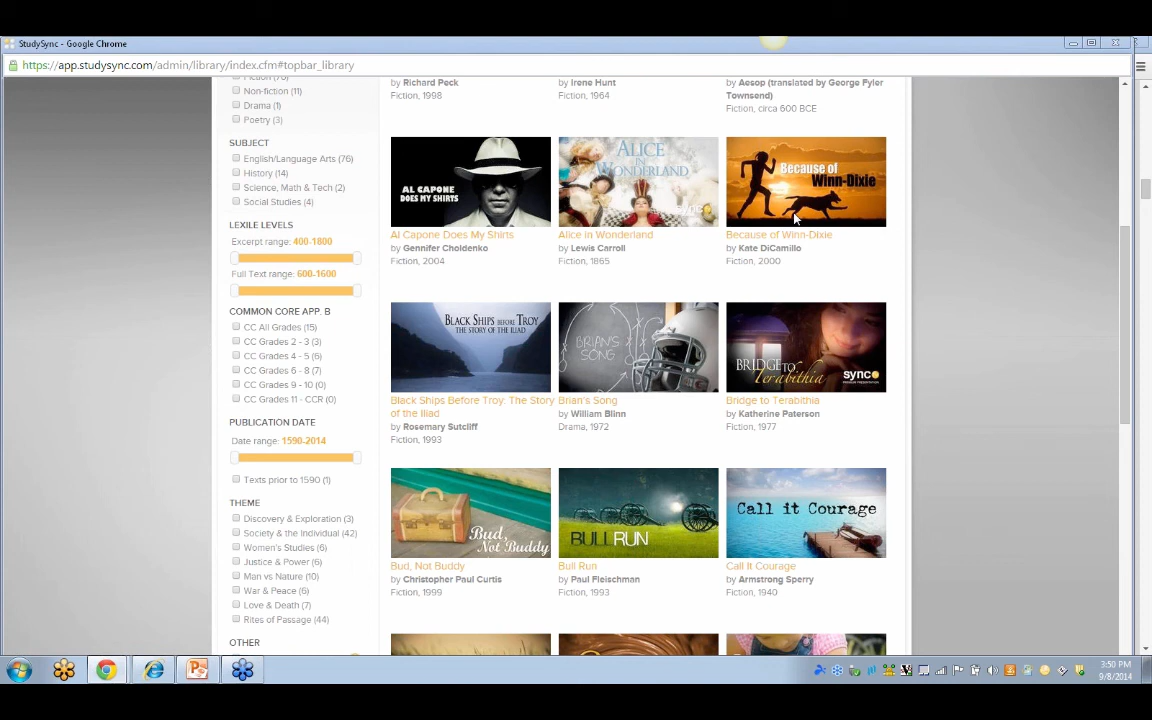 StudySync - Google Chrome
https://app.studysync.com/admin/library/index.cfm#topbar_library
Fiction (76)
Non-fiction (11)
Drama (1)
Poetry (3)
SUBJECT
English/Language Arts (76)
History (14)
Science, Math & Tech (2)
Social Studies (4)
LEXILE LEVELS
Excerpt range: 400-1800
Full Text range: 600-1600
COMMON CORE APP. B
CC All Grades (15)
CC Grades 2 - 3 (3)
CC Grades 4 - 5 (6)
CC Grades 6 - 8 (7)
CC Grades 9 - 10 (0)
CC Grades 11 - CCR (0)
PUBLICATION DATE
Date range: 1590-2014
Texts prior to 1590 (1)
THEME
Discovery & Exploration (3)
Society & the Individual (42)
Women's Studies (6)
Justice & Power (6)
Man vs Nature (10)
War & Peace (6)
Love & Death (7)
Rites of Passage (44)
OTHER
by Richard Peck
Fiction, 1998
by Irene Hunt
Fiction, 1964
by Aesop (translated by George Fyler
Townsend)
Fiction, circa 600 BCE
AL CAPONE
DOES MY SHIRTS
Al Capone Does My Shirts
by Gennifer Choldenko
Fiction, 2004
ALICE
IN
WONDERLAND
sync
Alice in Wonderland
by Lewis Carroll
Fiction, 1865
Because of
Winn-Dixie
Because of Winn-Dixie
by Kate DiCamillo
Fiction, 2000
BLACK SHIPS BEFORE TROY
THE STORY OF THE ILIAD
Black Ships Before Troy: The Story
of the Iliad
by Rosemary Sutcliff
Fiction, 1993
BRIAN'S
SONG
Brian's Song
by William Blinn
Drama, 1972
BRIDGE TO
Terabithia
sync
Bridge to Terabithia
by Katherine Paterson
Fiction, 1977
Bud,
Not Buddy
Bud, Not Buddy
by Christopher Paul Curtis
Fiction, 1999
BULL RUN
Bull Run
by Paul Fleischman
Fiction, 1993
Call it Courage
Call It Courage
by Armstrong Sperry
Fiction, 1940
3:50 PM
9/8/2014